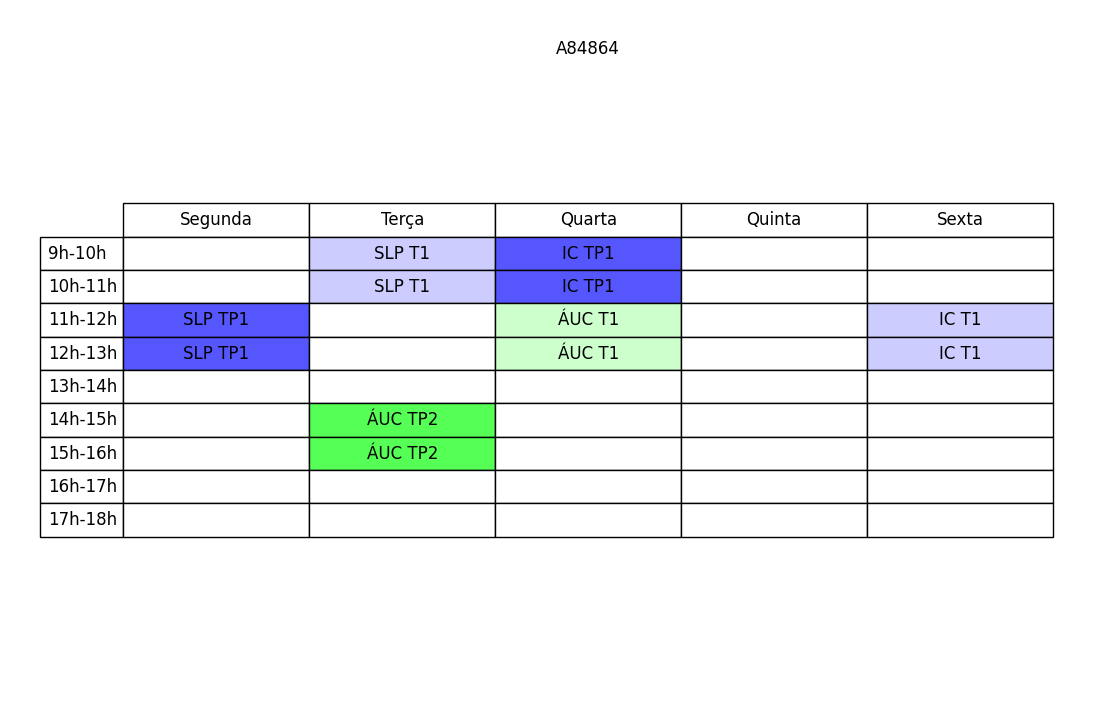 A84864
Segunda Terça Quarta Quinta Sexta
9h-10h SLP T1 IC TP1
10h-11h SLP T1 IC TP1
11h-12h SLP TP1 ÁUC T1 IC T1
12h-13h SLP TP1 ÁUC T1 IC T1
13h-14h
14h-15h ÁUC TP2
15h-16h ÁUC TP2
16h-17h
17h-18h